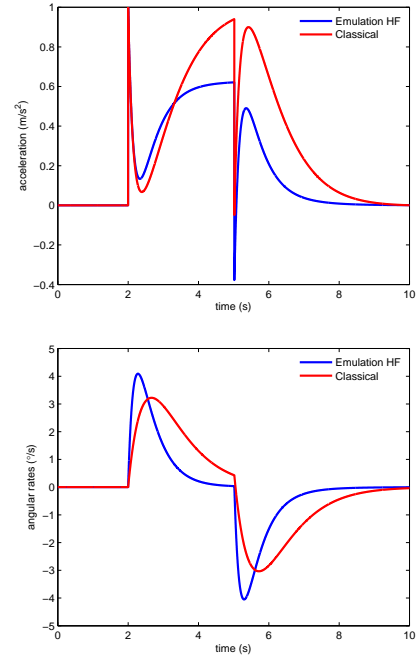 1
0.8
0.6
0.4
0.2
0
−0.2
−0.4
acceleration (m/s²)
Emulation HF
Classical
0 2 4 6 8 10
time (s)
5
4
3
2
1
0
−1
−2
−3
−4
−5
angular rates (°/s)
Emulation HF
Classical
0 2 4 6 8 10
time (s)